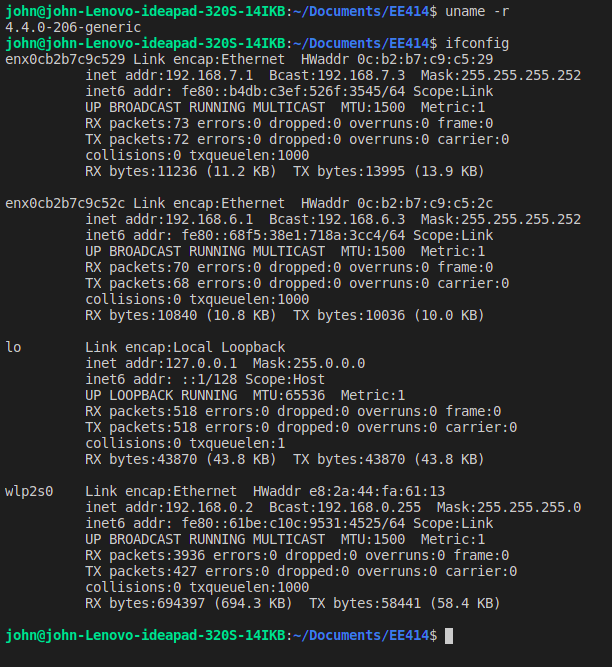 john@john-Lenovo-ideapad-320S-14IKB:~/Documents/EE414$ uname -r
4.4.0-206-generic
john@john-Lenovo-ideapad-320S-14IKB:~/Documents/EE414$ ifconfig
enx0cb2b7c9c529 Link encap:Ethernet  HWaddr 0c:b2:b7:c9:c5:29
          inet addr:192.168.7.1  Bcast:192.168.7.3  Mask:255.255.255.252
          inet6 addr: fe80::b4db:c3ef:526f:3545/64 Scope:Link
          UP BROADCAST RUNNING MULTICAST  MTU:1500  Metric:1
          RX packets:73 errors:0 dropped:0 overruns:0 frame:0
          TX packets:72 errors:0 dropped:0 overruns:0 carrier:0
          collisions:0 txqueuelen:1000
          RX bytes:11236 (11.2 KB)  TX bytes:13995 (13.9 KB)

enx0cb2b7c9c52c Link encap:Ethernet  HWaddr 0c:b2:b7:c9:c5:2c
          inet addr:192.168.6.1  Bcast:192.168.6.3  Mask:255.255.255.252
          inet6 addr: fe80::68f5:38e1:718a:3cc4/64 Scope:Link
          UP BROADCAST RUNNING MULTICAST  MTU:1500  Metric:1
          RX packets:70 errors:0 dropped:0 overruns:0 frame:0
          TX packets:68 errors:0 dropped:0 overruns:0 carrier:0
          collisions:0 txqueuelen:1000
          RX bytes:10840 (10.8 KB)  TX bytes:10036 (10.0 KB)

lo        Link encap:Local Loopback
          inet addr:127.0.0.1  Mask:255.0.0.0
          inet6 addr: ::1/128 Scope:Host
          UP LOOPBACK RUNNING  MTU:65536  Metric:1
          RX packets:518 errors:0 dropped:0 overruns:0 frame:0
          TX packets:518 errors:0 dropped:0 overruns:0 carrier:0
          collisions:0 txqueuelen:1
          RX bytes:43870 (43.8 KB)  TX bytes:43870 (43.8 KB)

wlp2s0    Link encap:Ethernet  HWaddr e8:2a:44:fa:61:13
          inet addr:192.168.0.2  Bcast:192.168.0.255  Mask:255.255.255.0
          inet6 addr: fe80::61be:c10c:9531:4525/64 Scope:Link
          UP BROADCAST RUNNING MULTICAST  MTU:1500  Metric:1
          RX packets:3936 errors:0 dropped:0 overruns:0 frame:0
          TX packets:427 errors:0 dropped:0 overruns:0 carrier:0
          collisions:0 txqueuelen:1000
          RX bytes:694397 (694.3 KB)  TX bytes:58441 (58.4 KB)

john@john-Lenovo-ideapad-320S-14IKB:~/Documents/EE414$